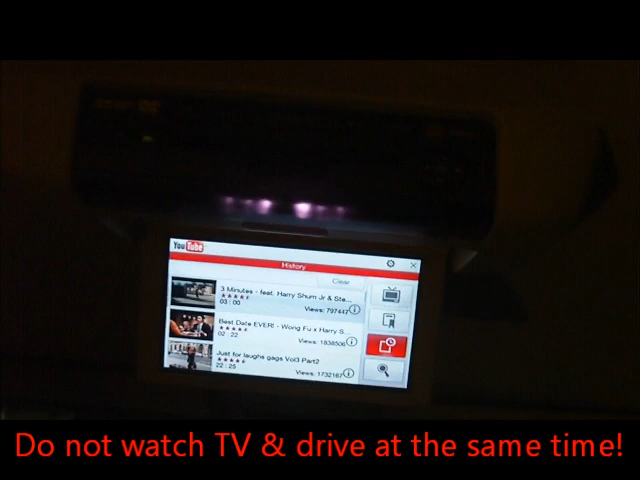 YouTube
History
Clear
3 Minutes - feat. Harry Shum Jr & Ste...
03 : 00
Views: 797447
Best Date EVER! - Wong Fu x Harry S...
02 : 22
Views: 1838506
Just for laughs gags Vol3 Part2
22 : 25
Views: 1732167
Do not watch TV & drive at the same time!